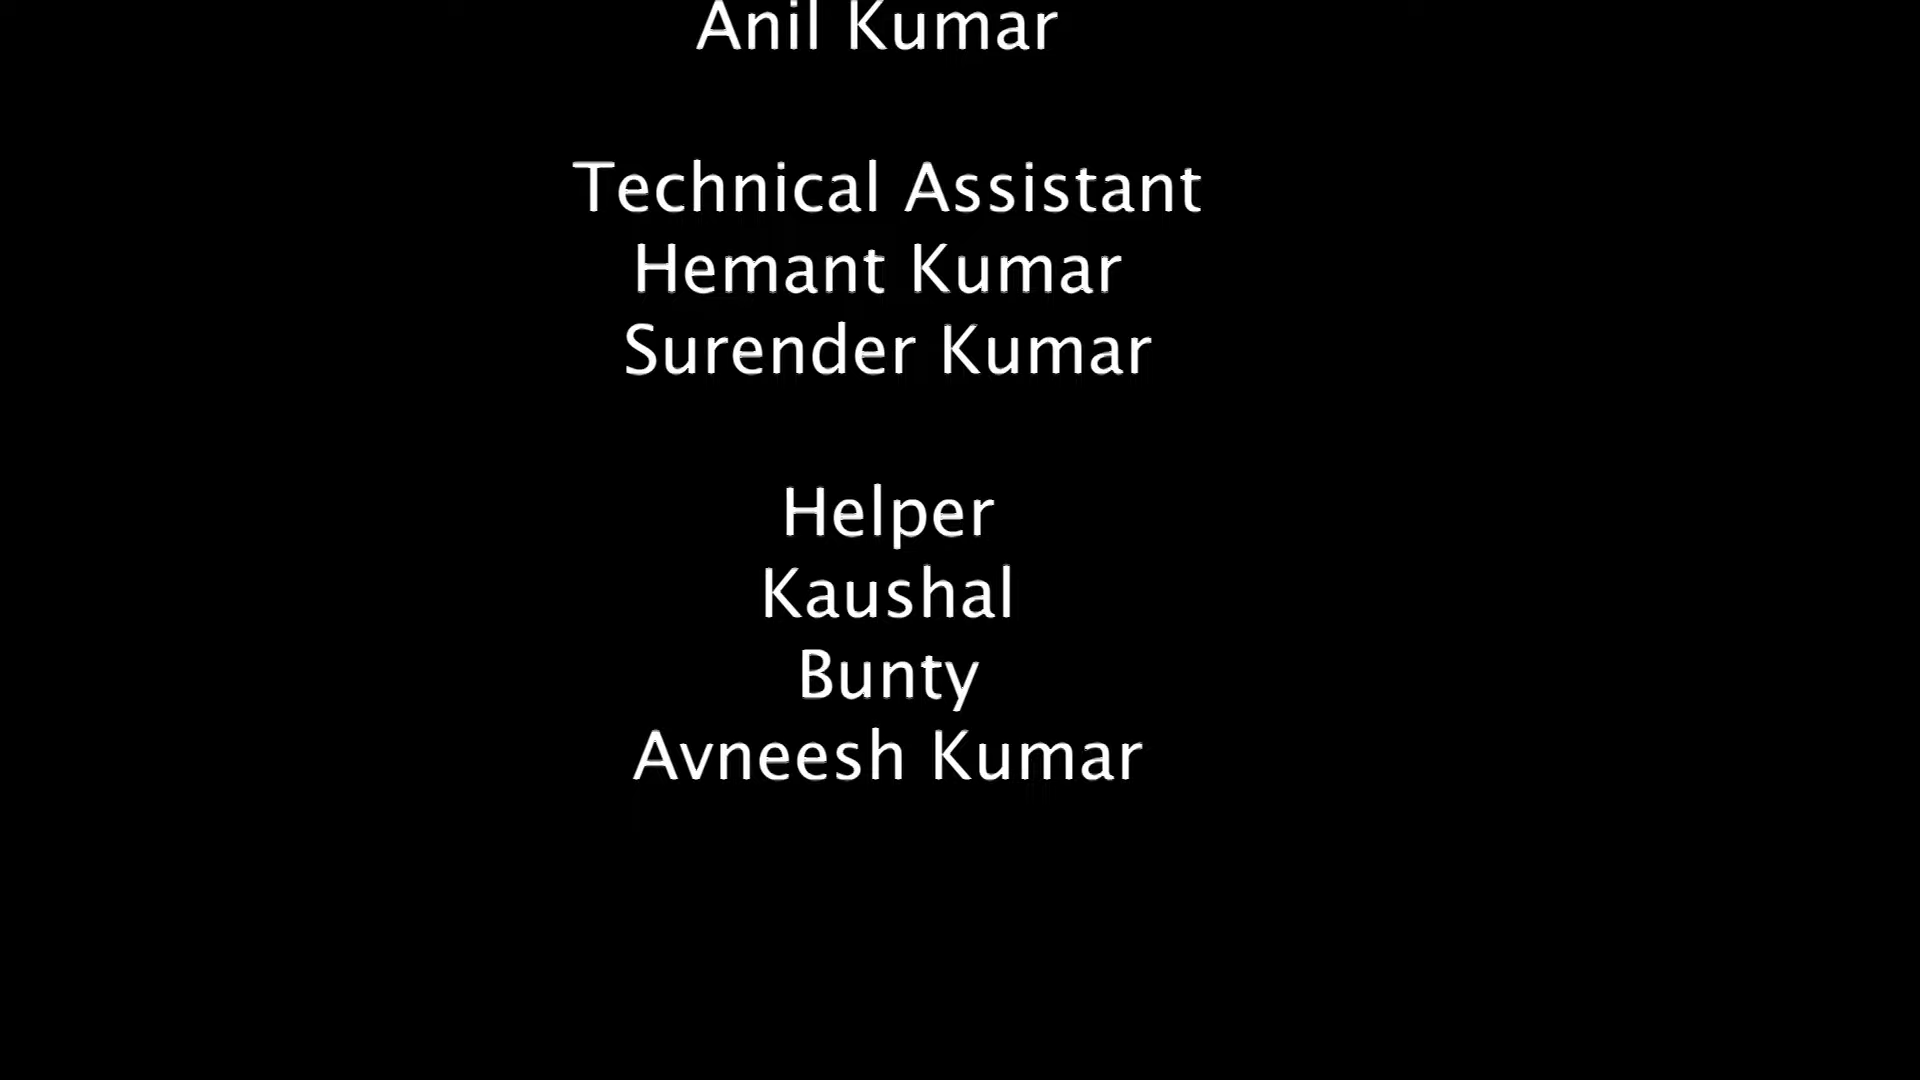 Anil Kumar
Technical Assistant
Hemant Kumar
Surender Kumar
Helper
Kaushal
Bunty
Avneesh Kumar